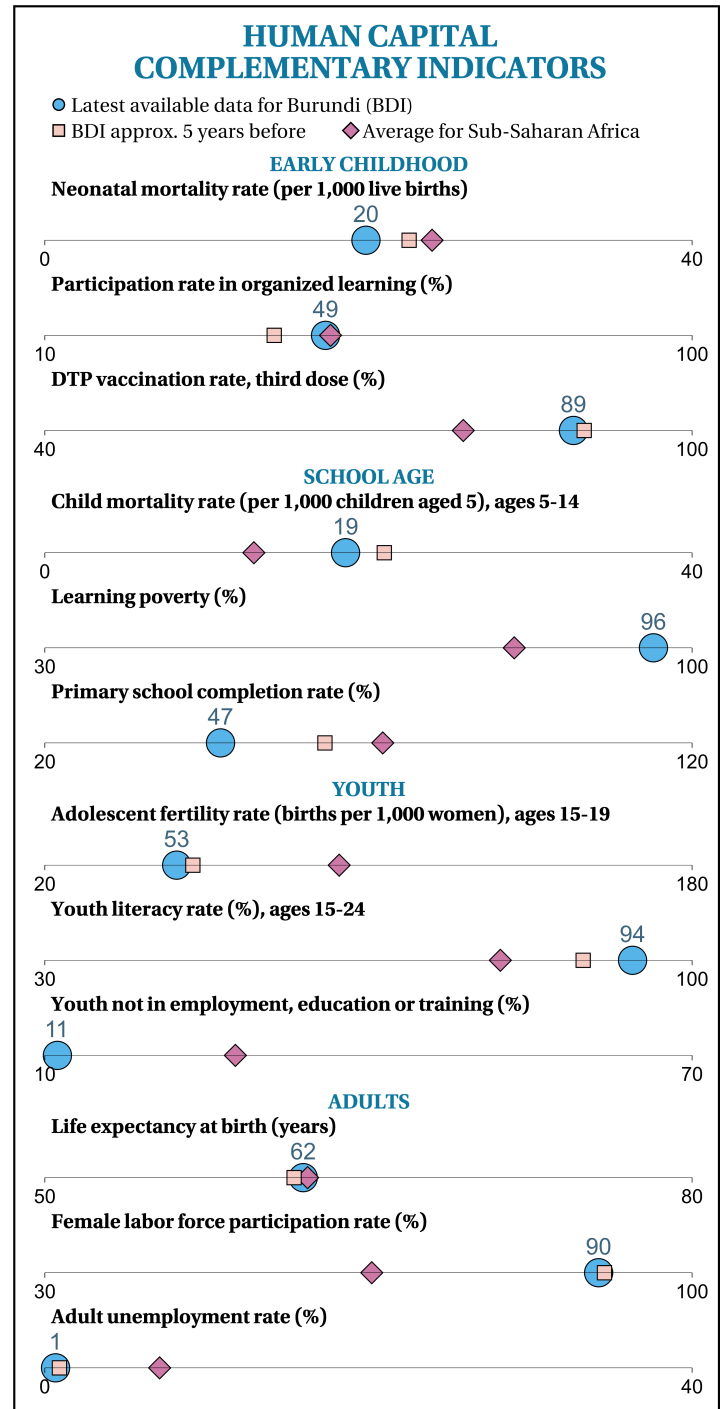 HUMAN CAPITAL
COMPLEMENTARY INDICATORS
Latest available data for Burundi (BDI)
BDI approx. 5 years before Average for Sub-Saharan Africa
EARLY CHILDHOOD
Neonatal mortality rate (per 1,000 live births)
20
0 40
Participation rate in organized learning (%)
49
10 100
DTP vaccination rate, third dose (%)
89
40 100
SCHOOL AGE
Child mortality rate (per 1,000 children aged 5), ages 5-14
19
0 40
Learning poverty (%)
96
30 100
Primary school completion rate (%)
47
20 120
YOUTH
Adolescent fertility rate (births per 1,000 women), ages 15-19
53
20 180
Youth literacy rate (%), ages 15-24
94
30 100
Youth not in employment, education or training (%)
11
10 70
ADULTS
Life expectancy at birth (years)
62
50 80
Female labor force participation rate (%)
90
30 100
Adult unemployment rate (%)
1
0 40